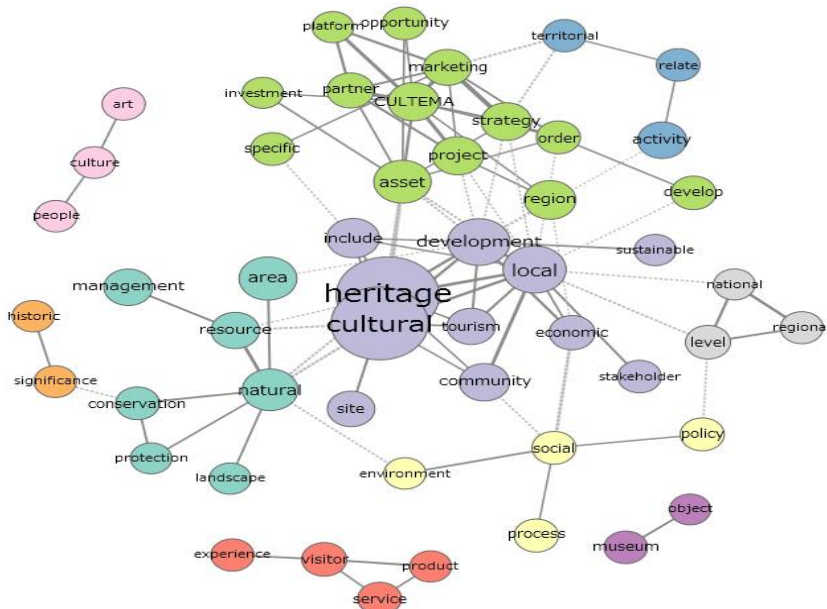 platform
opportunity
territorial
marketing
relate
investment
partner
CULTEMA
art
strategy
order
activity
specific
project
culture
asset
region
develop
people
include
development
sustainable
area
local
management
heritage
national
historic
resource
cultural
tourism
economic
level
regiona
significance
natural
community
stakeholder
conservation
site
protection
landscape
environment
social
policy
process
object
experience
visitor
product
museum
service